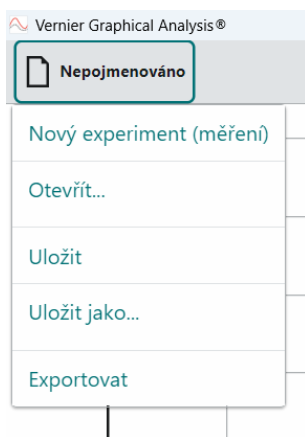 Vernier Graphical Analysis®
Nepojmenováno
Nový experiment (měření)
Otevřít...
Uložit
Uložit jako...
Exportovat